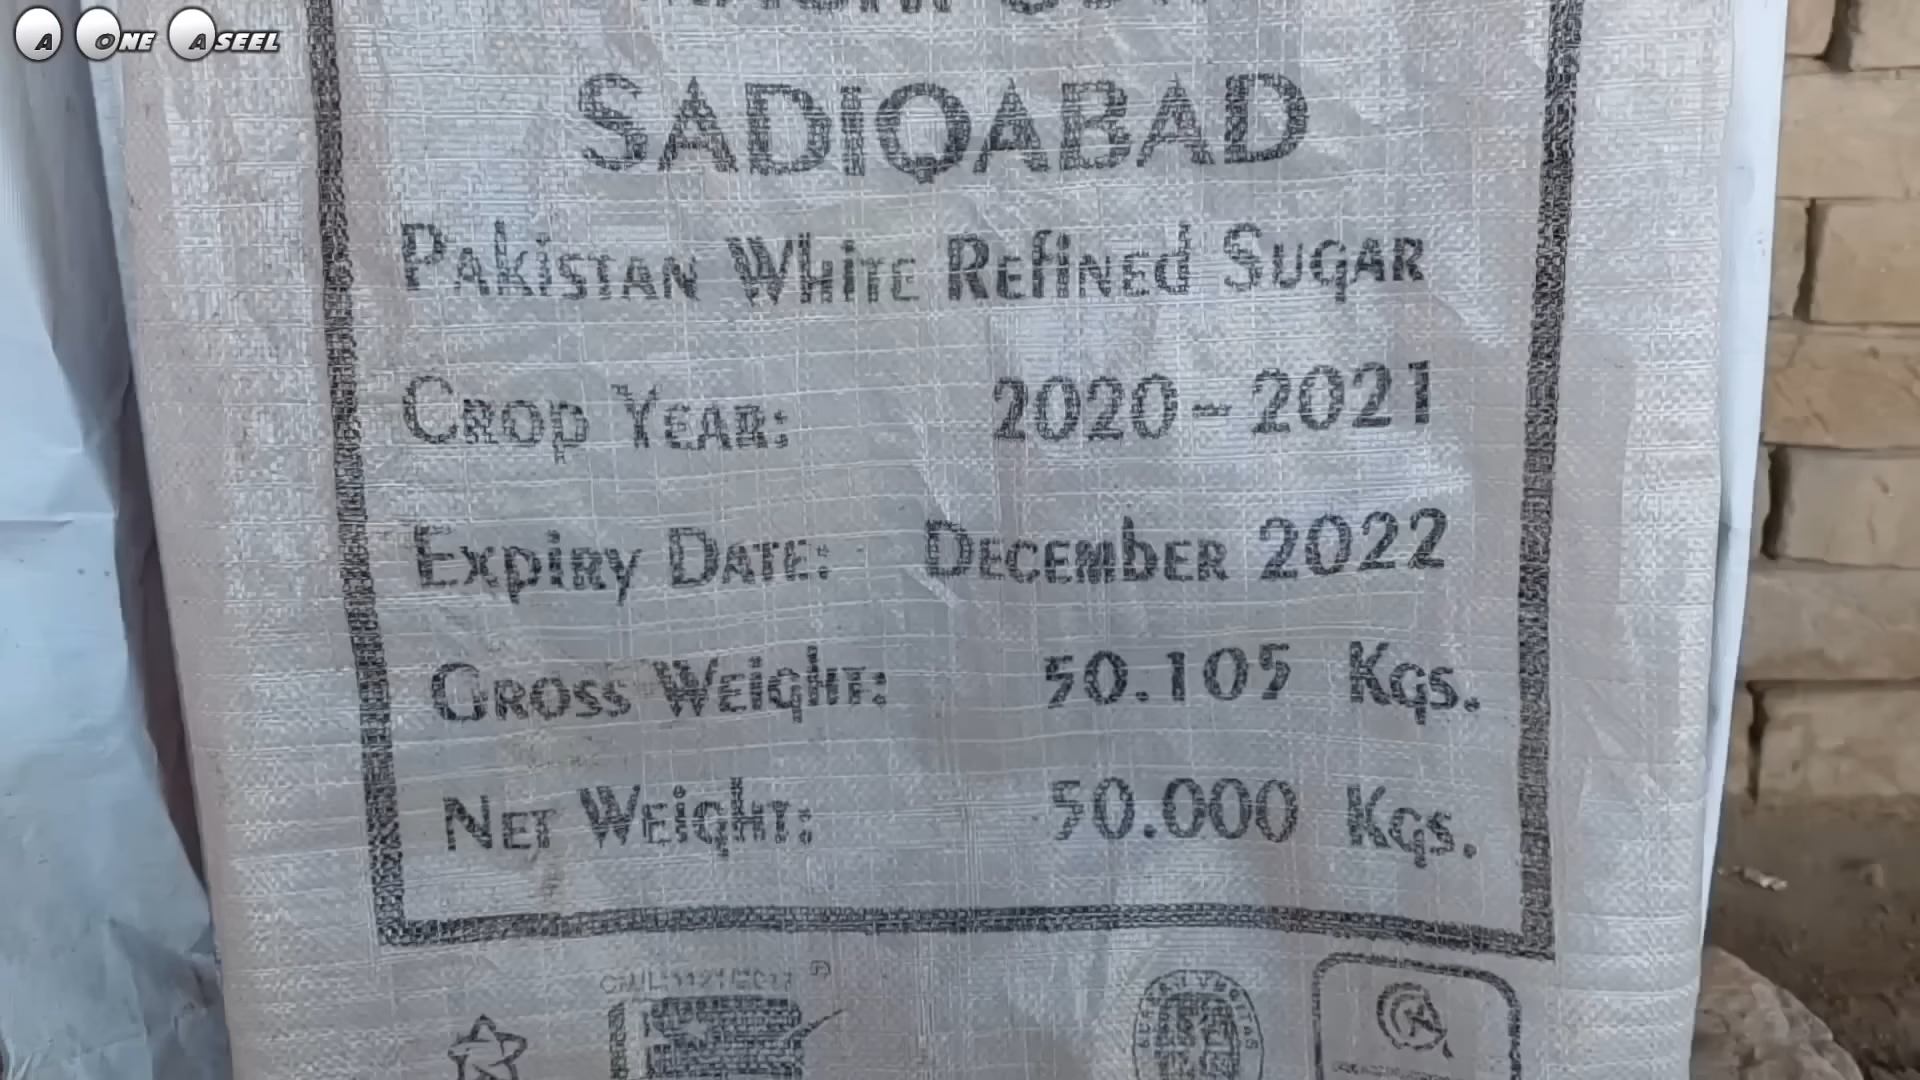 A One Aseel
SADIQABAD
Pakistan White Refined Sugar
Crop Year: 2020-2021
Expiry Date: December 2022
Gross Weight: 50.105 Kgs.
Net Weight: 50.000 Kgs.